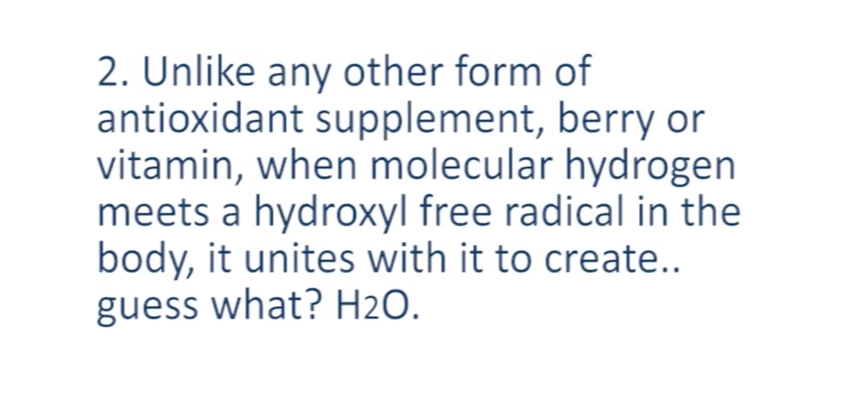 2. Unlike any other form of
antioxidant supplement, berry or
vitamin, when molecular hydrogen
meets a hydroxyl free radical in the
body, it unites with it to create..
guess what? H2O.